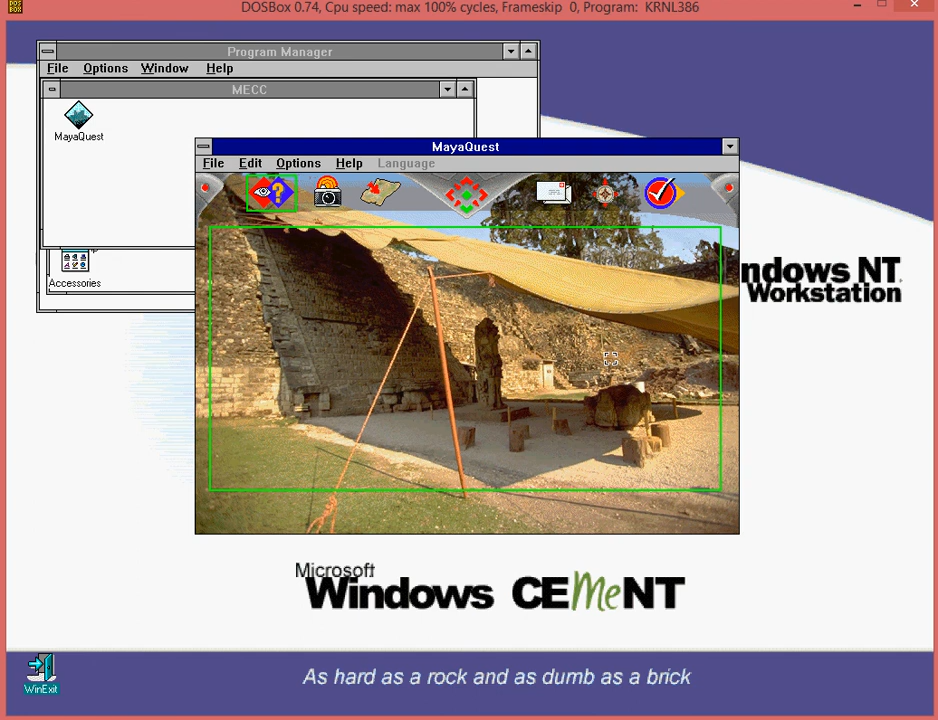 DOSBox 0.74, Cpu speed: max 100% cycles, Frameskip 0, Program: KRNL386
Program Manager
File Options Window Help
MECC
MayaQuest
MayaQuest
File Edit Options Help Language
Accessories
ndows NT
Workstation
Microsoft
Windows CEMeNT
WinExit
As hard as a rock and as dumb as a brick